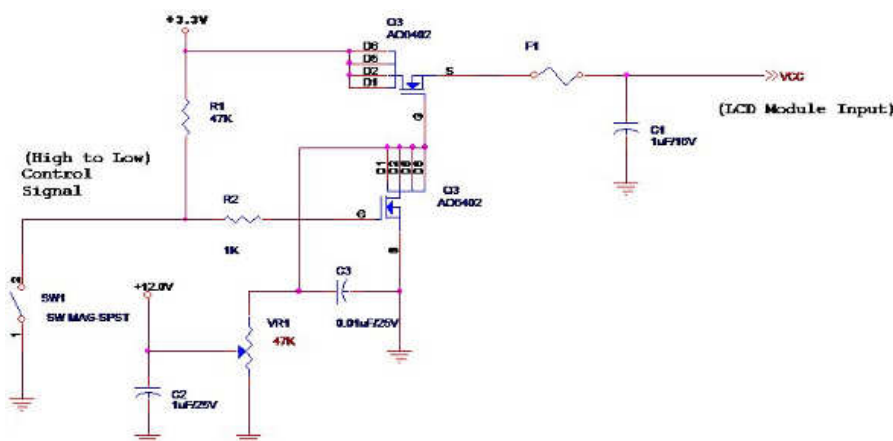 +3.3V
Q3
AO6402
D6
D5
D2
D1
S
G
F1
VCC
(LCD Module Input)
C1
1uF/16V
R1
47K
(High to Low)
Control
Signal
R2
1K
G
Q3
AO6402
S
2
SW1
SW MAG-SPST
1
+12.0V
VR1
47K
C3
0.01uF/25V
C2
1uF/25V